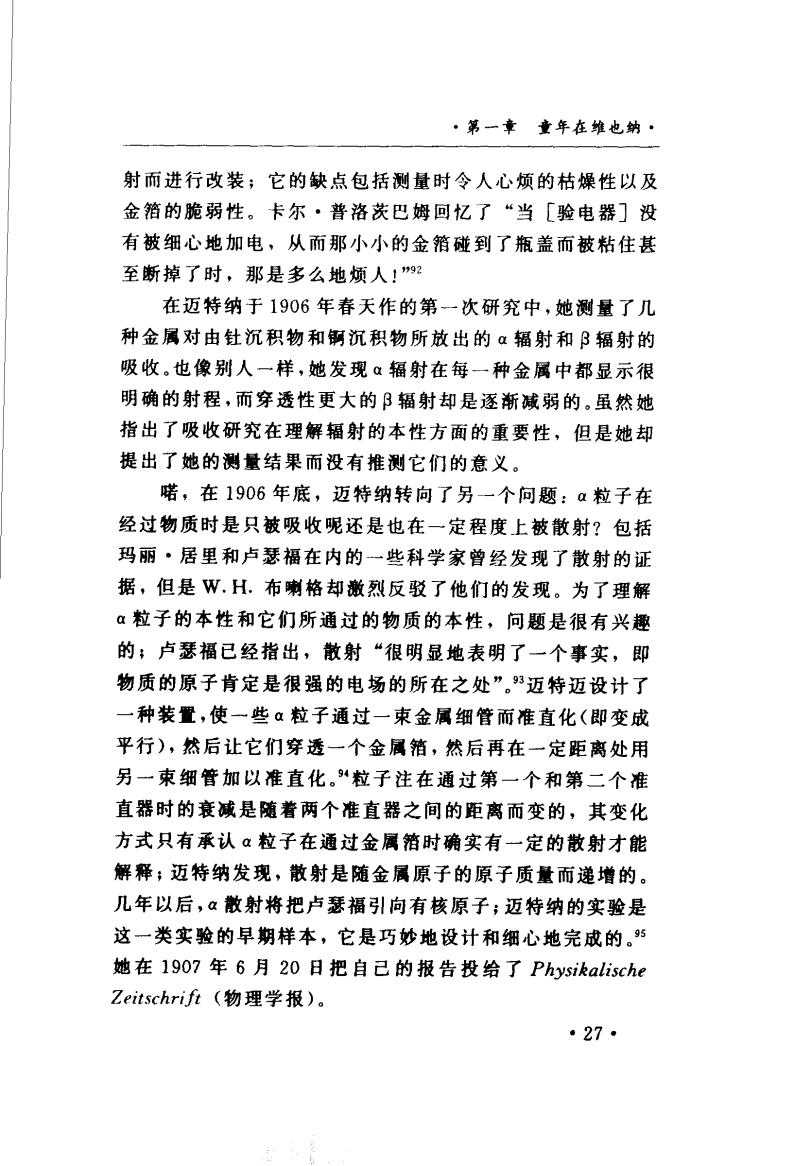 ·第一章 童年在维也纳·
射而进行改装；它的缺点包括测量时令人心烦的枯燥性以及
金箔的脆弱性。卡尔·普洛茨巴姆回忆了“当［验电器］没
有被细心地加电，从而那小小的金箔碰到了瓶盖而被粘住甚
至断掉了时，那是多么地烦人!”92
在迈特纳于1906年春天作的第一次研究中，她测量了几
种金属对由钍沉积物和锕沉积物所放出的α辐射和β辐射的
吸收。也像别人一样，她发现α辐射在每一种金属中都显示很
明确的射程，而穿透性更大的β辐射却是逐渐减弱的。虽然她
指出了吸收研究在理解辐射的本性方面的重要性，但是她却
提出了她的测量结果而没有推测它们的意义。
喏，在1906年底，迈特纳转向了另一个问题：α粒子在
经过物质时是只被吸收呢还是也在一定程度上被散射？包括
玛丽·居里和卢瑟福在内的一些科学家曾经发现了散射的证
据，但是W.H. 布喇格却激烈反驳了他们的发现。为了理解
α粒子的本性和它们所通过的物质的本性，问题是很有兴趣
的；卢瑟福已经指出，散射“很明显地表明了一个事实，即
物质的原子肯定是很强的电场的所在之处”。93迈特迈设计了
一种装置，使一些α粒子通过一束金属细管而准直化(即变成
平行)，然后让它们穿透一个金属箔，然后再在一定距离处用
另一束细管加以准直化。94粒子注在通过第一个和第二个准
直器时的衰减是随着两个准直器之间的距离而变的，其变化
方式只有承认α粒子在通过金属箔时确实有一定的散射才能
解释；迈特纳发现，散射是随金属原子的原子质量而递增的。
几年以后，α散射将把卢瑟福引向有核原子；迈特纳的实验是
这一类实验的早期样本，它是巧妙地设计和细心地完成的。95
她在1907年6月20日把自己的报告投给了Physikalische
Zeitschrift（物理学报）。
·27·